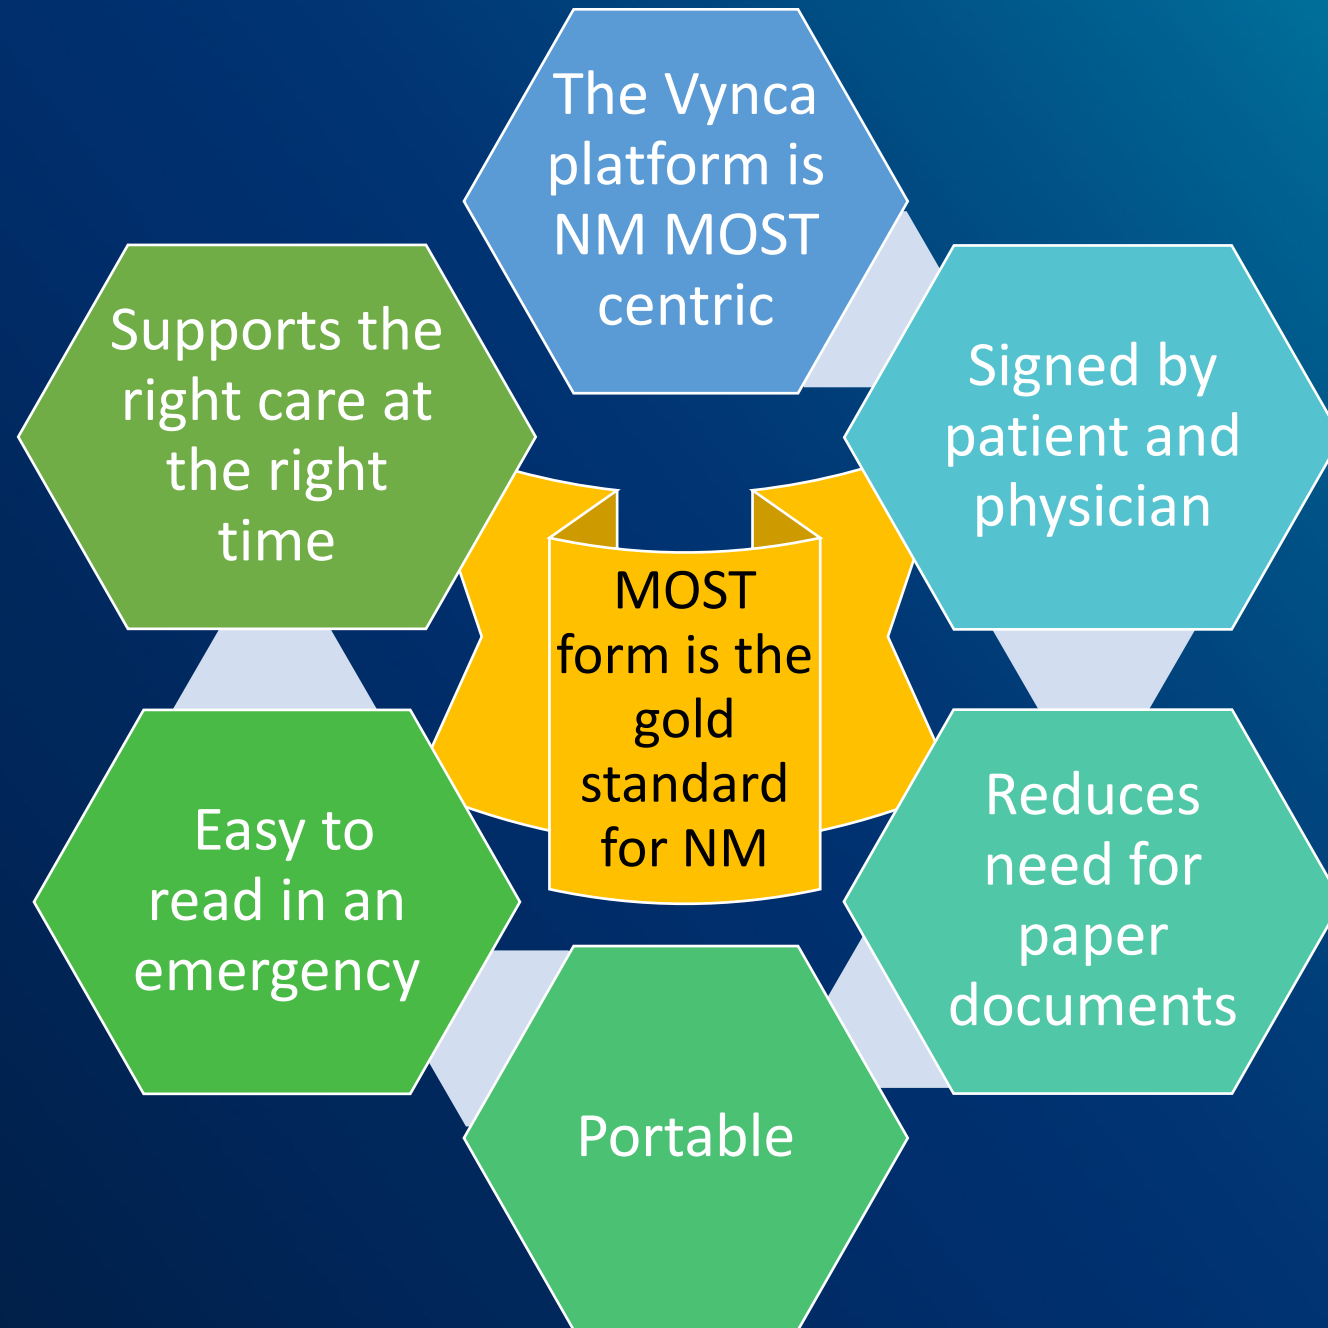 The Vynca
platform is
NM MOST
centric
Signed by
patient and
physician
Reduces
need for
paper
documents
Portable
Easy to
read in an
emergency
Supports the
right care at
the right
time
MOST
form is the
gold
standard
for NM